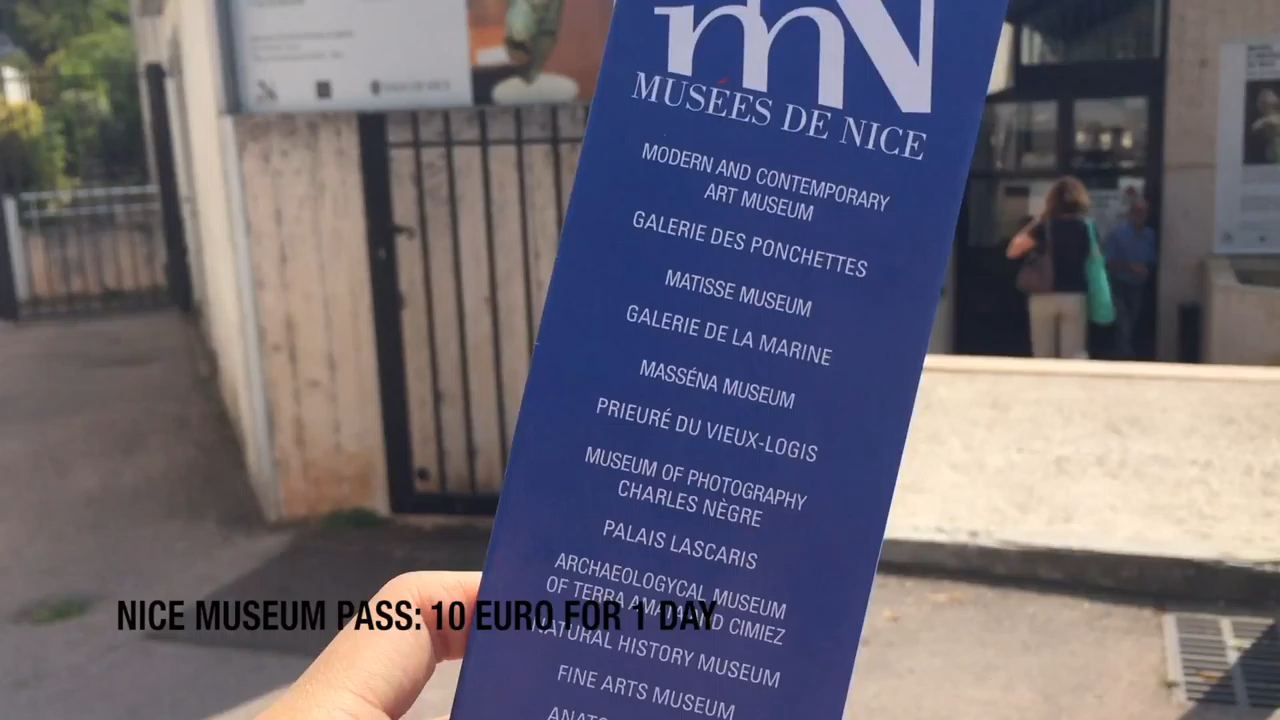 mN
MUSÉES DE NICE
MODERN AND CONTEMPORARY
ART MUSEUM
GALERIE DES PONCHETTES
MATISSE MUSEUM
GALERIE DE LA MARINE
MASSÉNA MUSEUM
PRIEURÉ DU VIEUX-LOGIS
MUSEUM OF PHOTOGRAPHY
CHARLES NÈGRE
PALAIS LASCARIS
ARCHAEOLOGYCAL MUSEUM
OF TERRA AMATA AND CIMIEZ
NATURAL HISTORY MUSEUM
FINE ARTS MUSEUM
NICE MUSEUM PASS: 10 EURO FOR 1 DAY